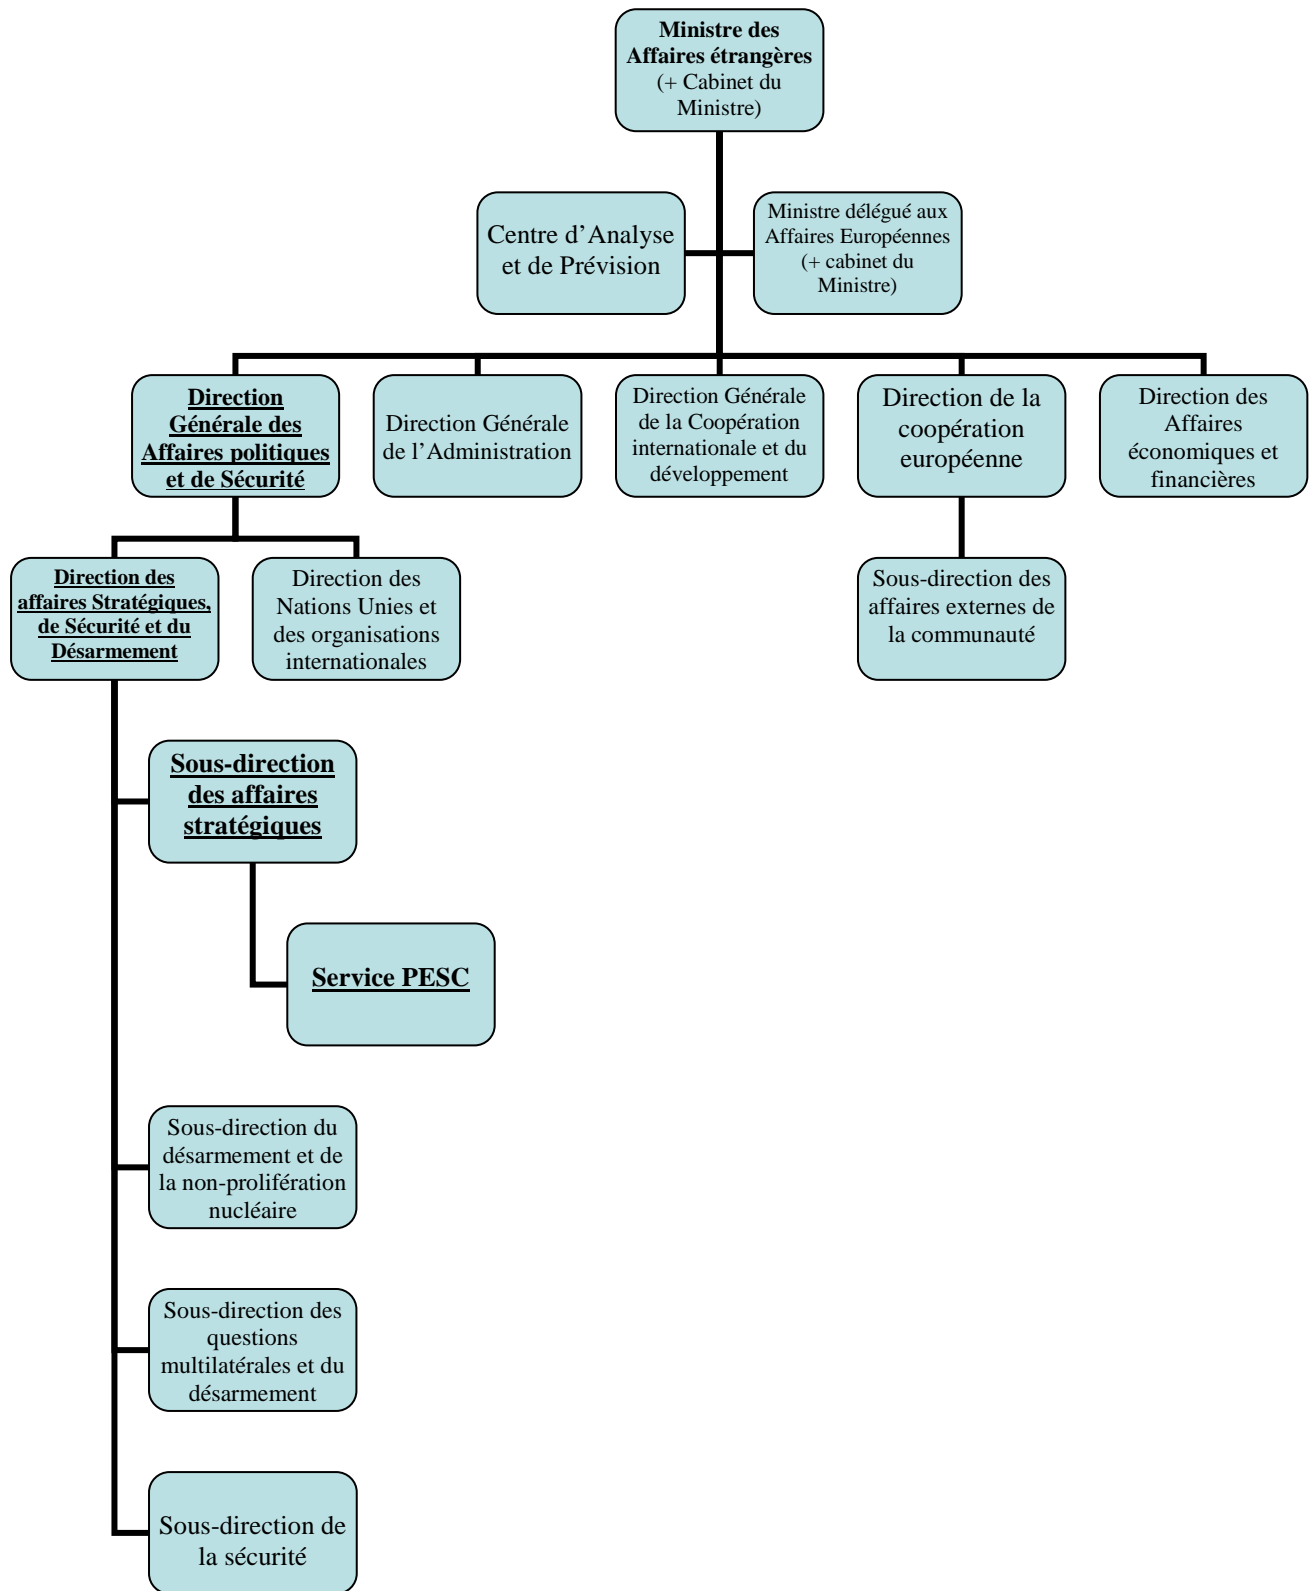 Ministre des
Affaires étrangères
(+ Cabinet du
Ministre)
Centre d’Analyse
et de Prévision
Ministre délégué aux
Affaires Européennes
(+ cabinet du
Ministre)
Direction
Générale des
Affaires politiques
et de Sécurité
Direction Générale
de l’Administration
Direction Générale
de la Coopération
internationale et du
développement
Direction de la
coopération
européenne
Direction des
Affaires
économiques et
financières
Direction des
affaires Stratégiques,
de Sécurité et du
Désarmement
Direction des
Nations Unies et
des organisations
internationales
Sous-direction des
affaires externes de
la communauté
Sous-direction
des affaires
stratégiques
Service PESC
Sous-direction du
désarmement et de
la non-prolifération
nucléaire
Sous-direction des
questions
multilatérales et du
désarmement
Sous-direction de
la sécurité